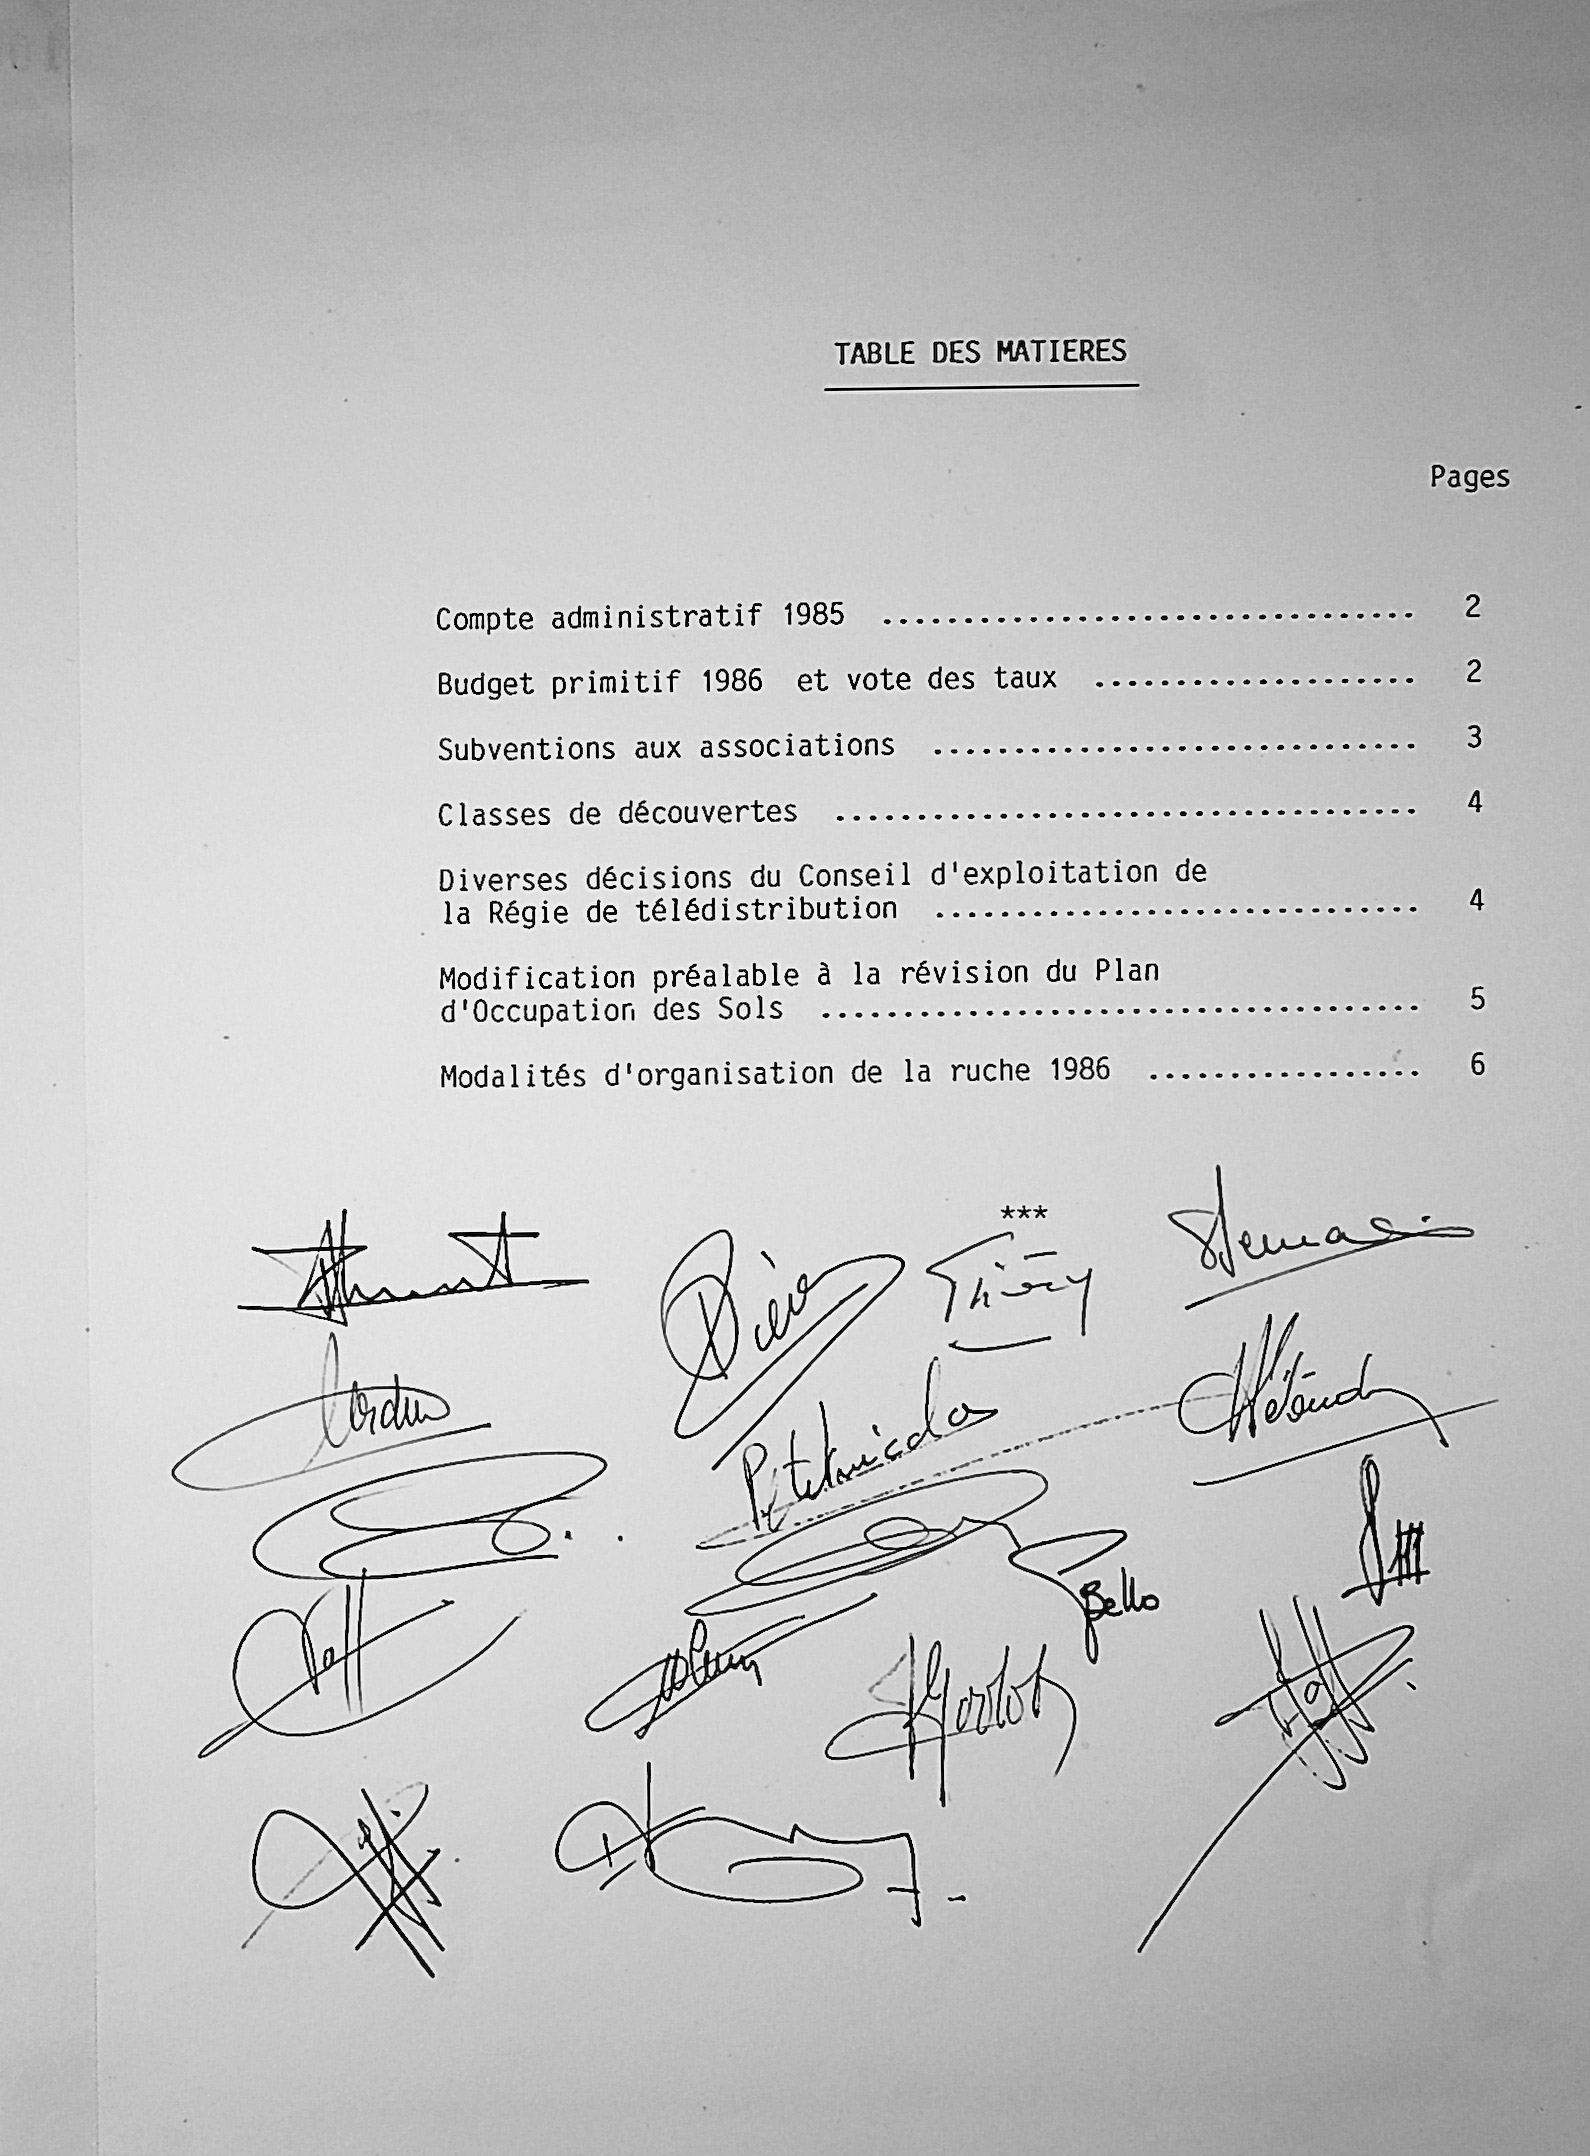 TABLE DES MATIERES
Pages
Compte administratif 1985 ................................. 2
Budget primitif 1986 et vote des taux .................... 2
Subventions aux associations .............................. 3
Classes de découvertes .................................... 4
Diverses décisions du Conseil d'exploitation de
la Régie de télédistribution .............................. 4
Modification préalable à la révision du Plan
d'Occupation des Sols ..................................... 5
Modalités d'organisation de la ruche 1986 ................. 6
***
Thiéry
Petitnicolas
Bello